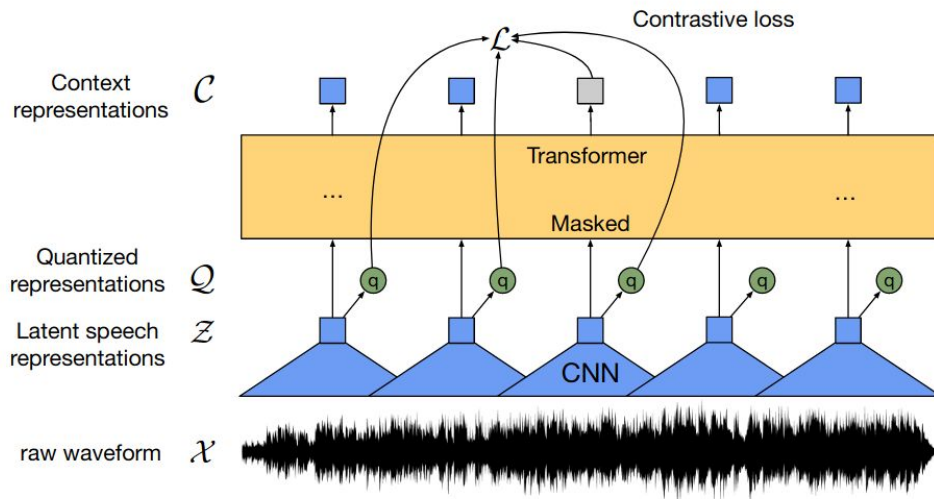 Contrastive loss
ℒ
Context
representations
𝒞
Transformer
...
...
Masked
Quantized
representations
𝒬
q
q
q
q
q
Latent speech
representations
𝒵
CNN
raw waveform
𝒳